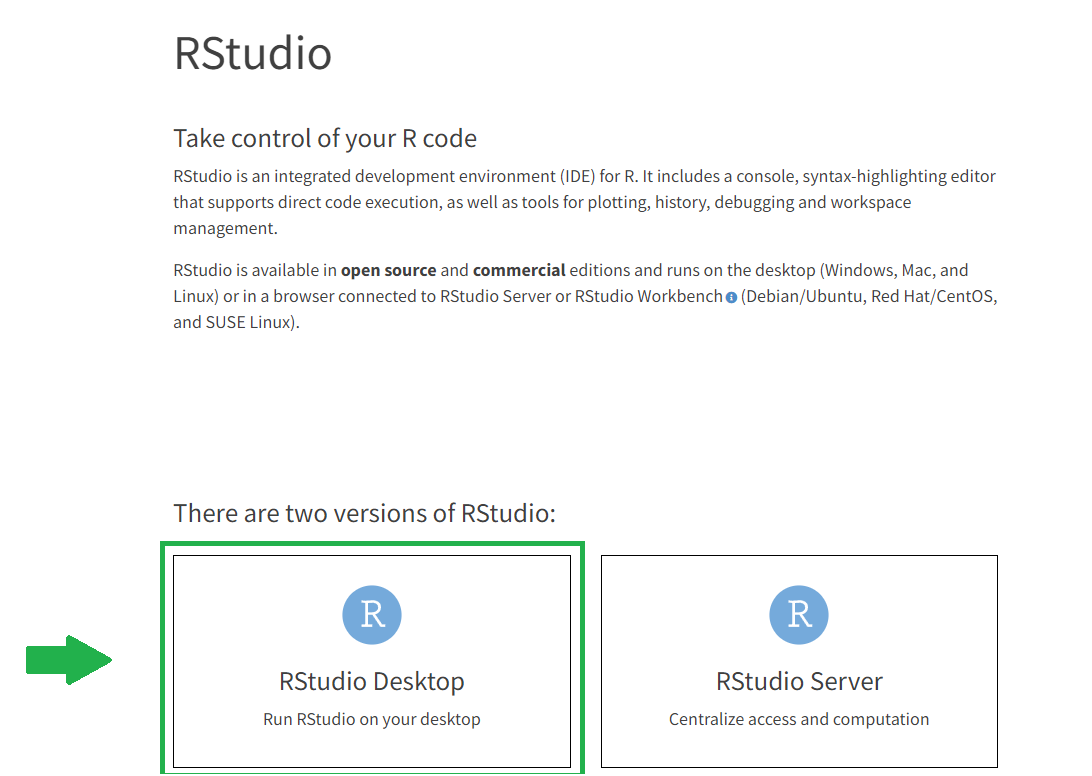 RStudio
Take control of your R code
RStudio is an integrated development environment (IDE) for R. It includes a console, syntax-highlighting editor
that supports direct code execution, as well as tools for plotting, history, debugging and workspace
management.
RStudio is available in open source and commercial editions and runs on the desktop (Windows, Mac, and
Linux) or in a browser connected to RStudio Server or RStudio Workbench i (Debian/Ubuntu, Red Hat/CentOS,
and SUSE Linux).
There are two versions of RStudio:
R
RStudio Desktop
Run RStudio on your desktop
R
RStudio Server
Centralize access and computation